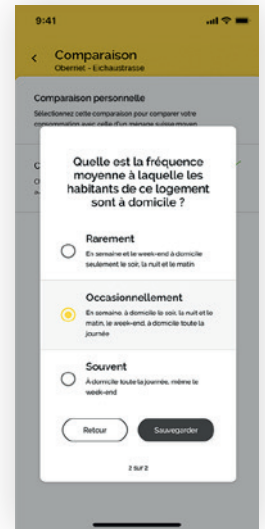 9:41
Comparaison
Obernet - Eichaustrasse
Comparaison personnelle
Sélectionnez cette comparaison pour comparer votre
consommation avec celle d'un ménage suisse moyen
Quelle est la fréquence
moyenne à laquelle les
habitants de ce logement
sont à domicile ?
Rarement
En semaine et le week-end à domicile
seulement le soir, la nuit et le matin
Occasionnellement
En semaine, à domicile le soir, la nuit et le
matin, le week-end, à domicile toute la
journée
Souvent
À domicile toute la journée, même le
week-end
Retour
Sauvegarder
2 sur 2